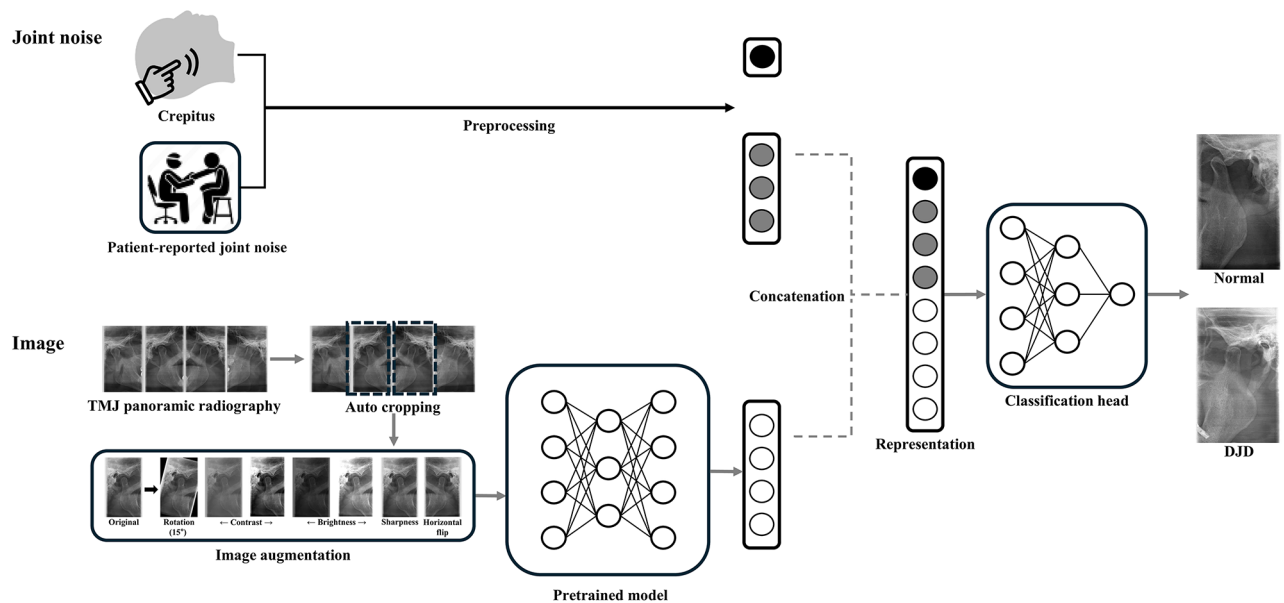 Joint noise
Crepitus
Preprocessing
Patient-reported joint noise
Concatenation
Normal
Image
TMJ panoramic radiography
Auto cropping
Classification head
Representation
DJD
Original
Rotation
(15°)
← Contrast →
← Brightness →
Sharpness
Horizontal
flip
Image augmentation
Pretrained model